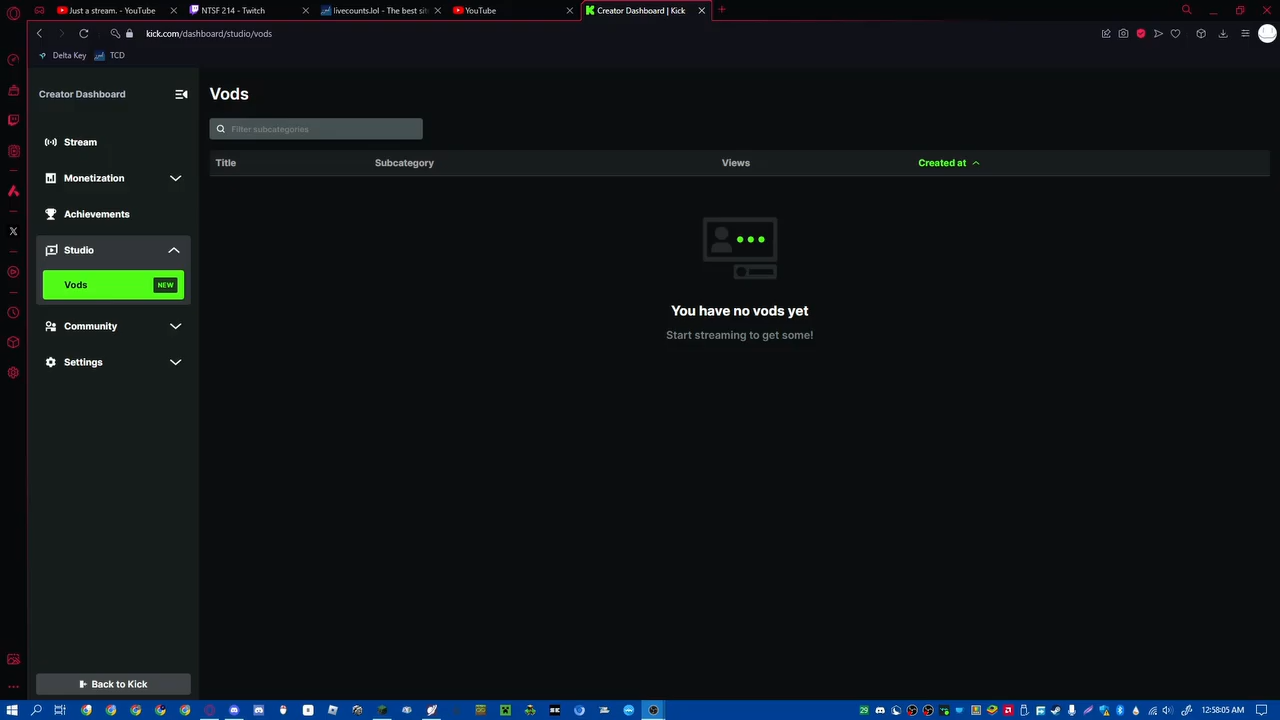 Just a stream. - YouTube
NTSF 214 - Twitch
livecounts.lol - The best sit
YouTube
Creator Dashboard | Kick
kick.com/dashboard/studio/vods
Delta Key
TCD
Creator Dashboard
Stream
Monetization
Achievements
Studio
Vods NEW
Community
Settings
Back to Kick
Vods
Filter subcategories
Title Subcategory Views Created at
You have no vods yet
Start streaming to get some!
29
12:58:05 AM